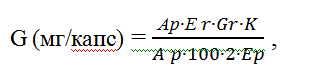 G (мг/капс) = Ap·E r·Gr·K / A p·100·2·Ep ,